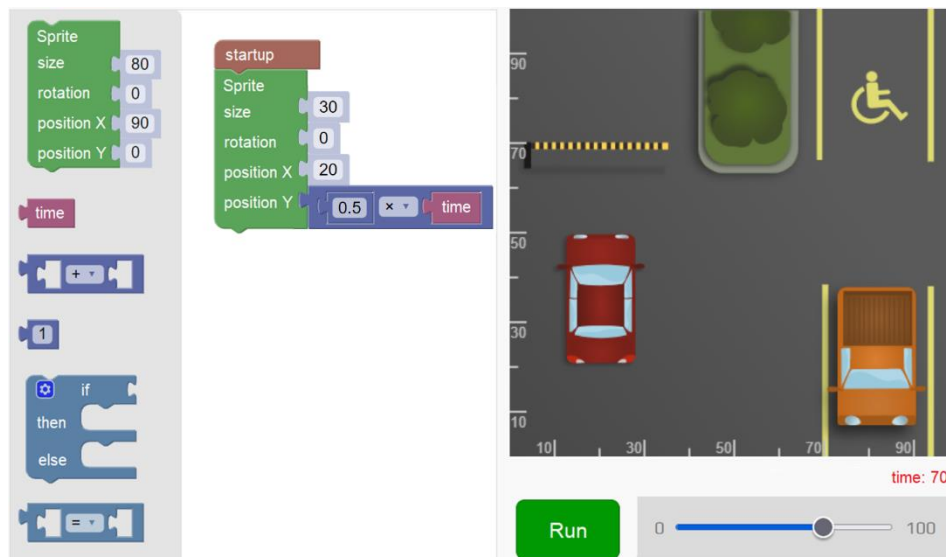 Sprite
size 80
rotation 0
position X 90
position Y 0
time
+
1
if
then
else
=
startup
Sprite
size 30
rotation 0
position X 20
position Y 0.5 × time
90
70
50
30
10
10 30 50 70 90
time: 70
Run 0 100